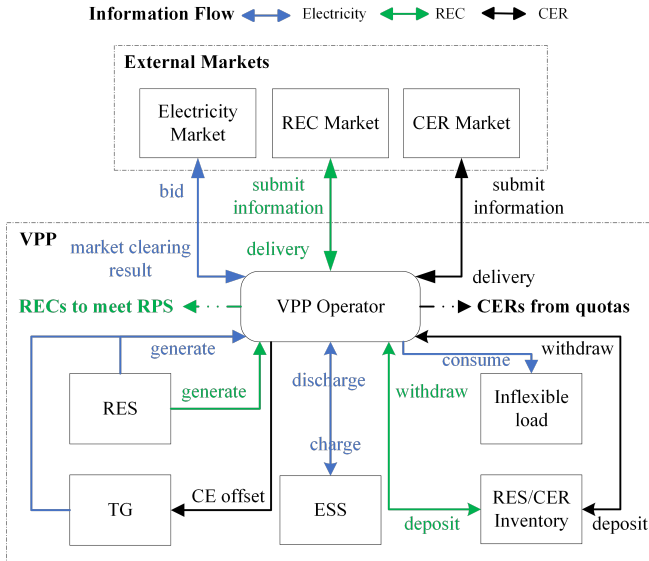 Information Flow
Electricity
REC
CER
External Markets
Electricity
Market
REC Market
CER Market
bid
submit
information
submit
information
VPP
market clearing
result
delivery
delivery
RECs to meet RPS
VPP Operator
CERs from quotas
generate
consume
withdraw
RES
generate
discharge
withdraw
Inflexible
load
charge
TG
CE offset
ESS
RES/CER
Inventory
deposit
deposit